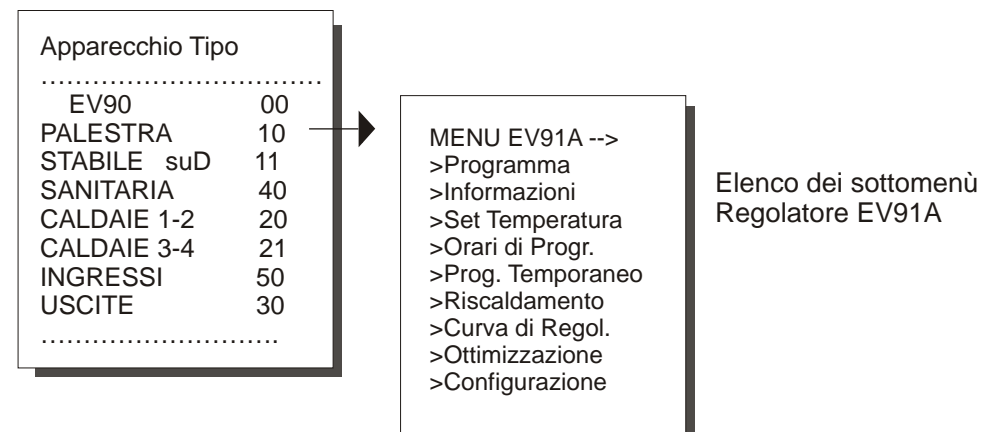 Apparecchio Tipo
……………………………
EV90 00
PALESTRA 10
STABILE suD 11
SANITARIA 40
CALDAIE 1-2 20
CALDAIE 3-4 21
INGRESSI 50
USCITE 30
……………………….
MENU EV91A -->
>Programma
>Informazioni
>Set Temperatura
>Orari di Progr.
>Prog. Temporaneo
>Riscaldamento
>Curva di Regol.
>Ottimizzazione
>Configurazione
Elenco dei sottomenù
Regolatore EV91A